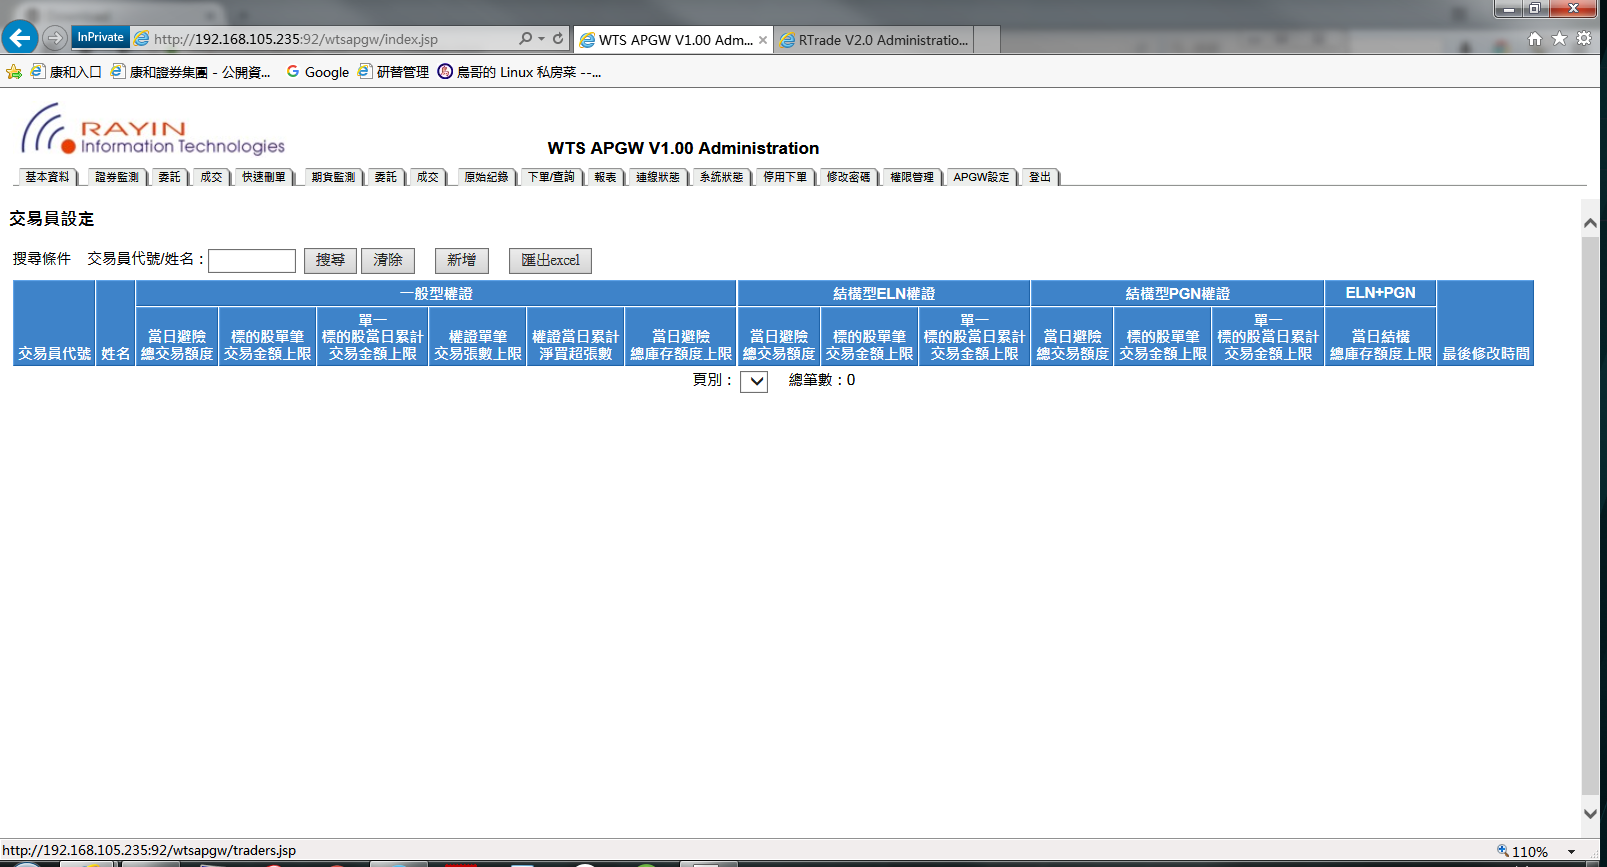 InPrivate http://192.168.105.235:92/wtsapgw/index.jsp WTS APGW V1.00 Adm... RTrade V2.0 Administratio...
康和入口 康和證券集團 - 公開資... Google 研替管理 鳥哥的 Linux 私房菜 --...
RAYIN
Information Technologies
WTS APGW V1.00 Administration
基本資料 證券監測 委託 成交 快速刪單 期貨監測 委託 成交 原始紀錄 下單/查詢 報表 連線狀態 系統狀態 停用下單 修改密碼 權限管理 APGW設定 登出
交易員設定
搜尋條件 交易員代號/姓名： 搜尋 清除 新增 匯出excel
一般型權證 結構型ELN權證 結構型PGN權證 ELN+PGN
單一 單一 單一
當日避險 標的股單筆 標的股當日累計 權證單筆 權證當日累計 當日避險 當日避險 標的股單筆 標的股當日累計 當日避險 標的股單筆 標的股當日累計 當日結構
交易員代號 姓名 總交易額度 交易金額上限 交易金額上限 交易張數上限 淨買超張數 總庫存額度上限 總交易額度 交易金額上限 交易金額上限 總交易額度 交易金額上限 交易金額上限 總庫存額度上限 最後修改時間
頁別： 總筆數：0
http://192.168.105.235:92/wtsapgw/traders.jsp 110%